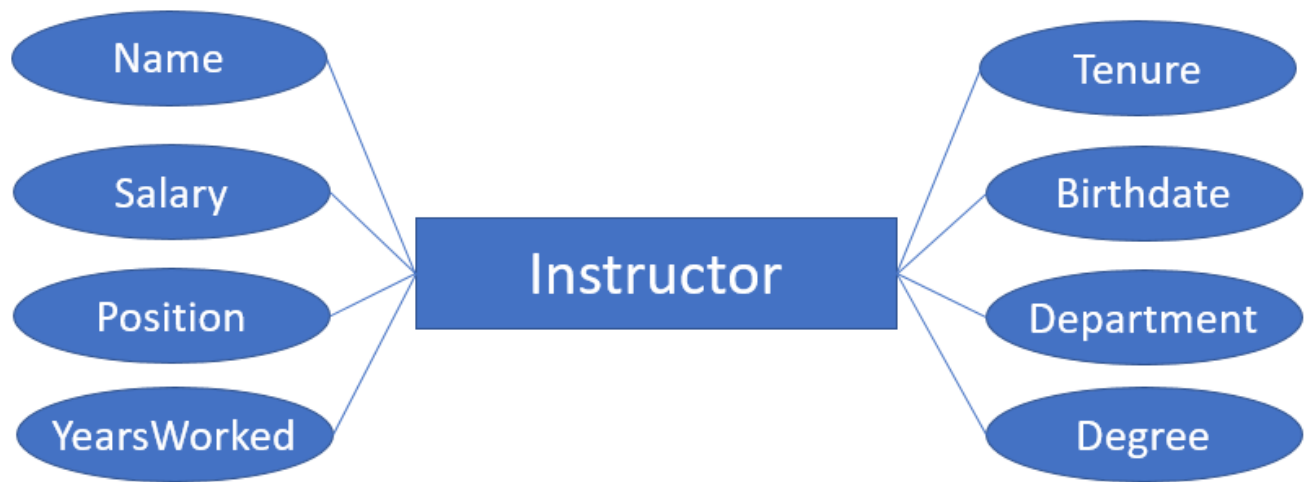 Name
Salary
Position
YearsWorked
Instructor
Tenure
Birthdate
Department
Degree